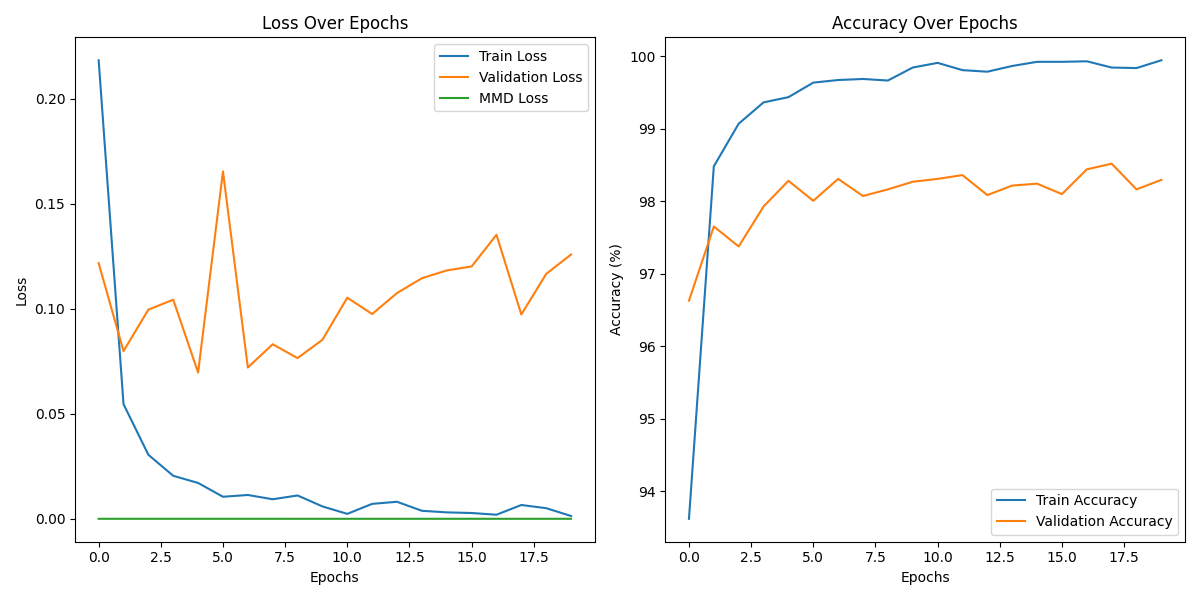 Loss Over Epochs
Train Loss
Validation Loss
MMD Loss
Loss
0.20
0.15
0.10
0.05
0.00
0.0 2.5 5.0 7.5 10.0 12.5 15.0 17.5
Epochs
Accuracy Over Epochs
Accuracy (%)
100
99
98
97
96
95
94
Train Accuracy
Validation Accuracy
0.0 2.5 5.0 7.5 10.0 12.5 15.0 17.5
Epochs